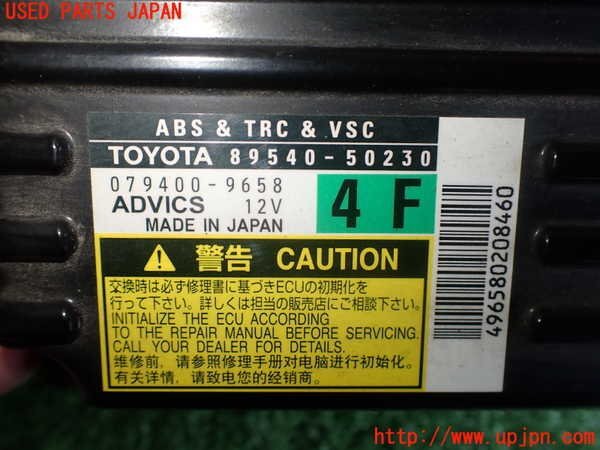 USED PARTS JAPAN
ABS & TRC & VSC
TOYOTA 89540-50230
079400-9658
ADVICS 12V
MADE IN JAPAN
4F
警告 CAUTION
交換時は必ず修理書に基づきECUの初期化を
行って下さい。詳しくは担当の販売店にご相談下さい。
INITIALIZE THE ECU ACCORDING
TO THE REPAIR MANUAL BEFORE SERVICING.
CALL YOUR DEALER FOR DETAILS.
维修前，请参照修理手册对电脑进行初始化。
有关详情，请致电您的经销商。
496580208460
http://www.upjpn.com/